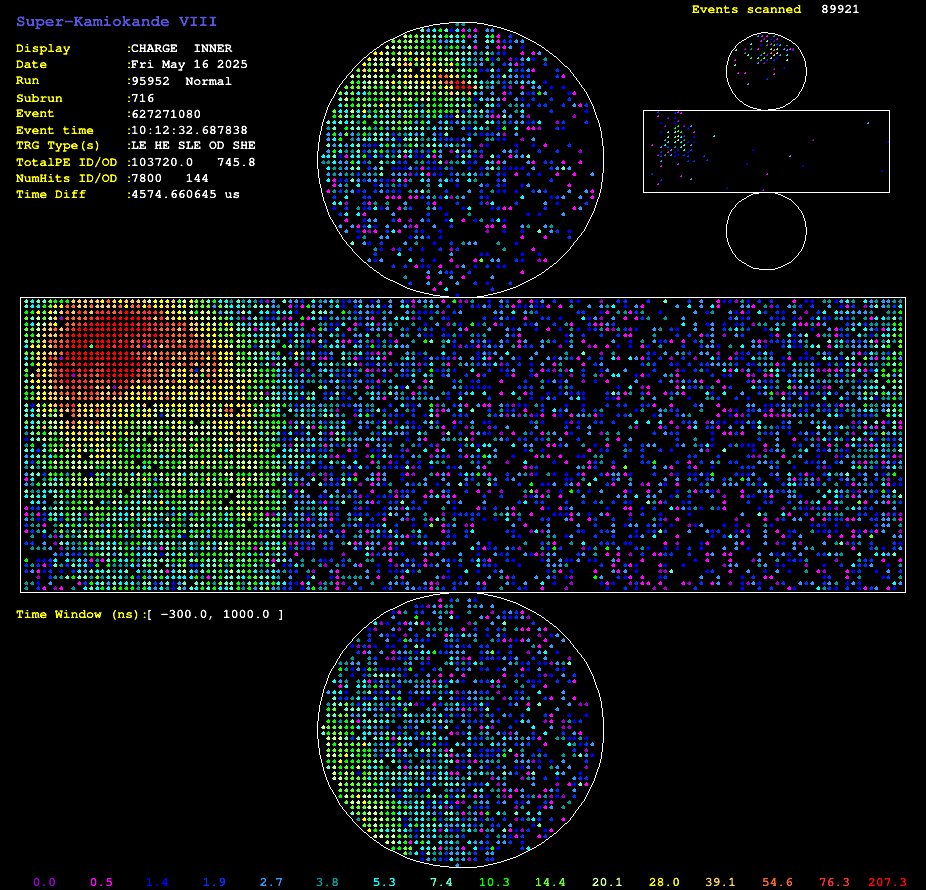 Events scanned 89921
Super-Kamiokande VIII
Display :CHARGE INNER
Date :Fri May 16 2025
Run :95952 Normal
Subrun :716
Event :627271080
Event time :10:12:32.687838
TRG Type(s) :LE HE SLE OD SHE
TotalPE ID/OD :103720.0 745.8
NumHits ID/OD :7800 144
Time Diff :4574.660645 us
Time Window (ns):[ -300.0, 1000.0 ]
0.0 0.5 1.4 1.9 2.7 3.8 5.3 7.4 10.3 14.4 20.1 28.0 39.1 54.6 76.3 207.3